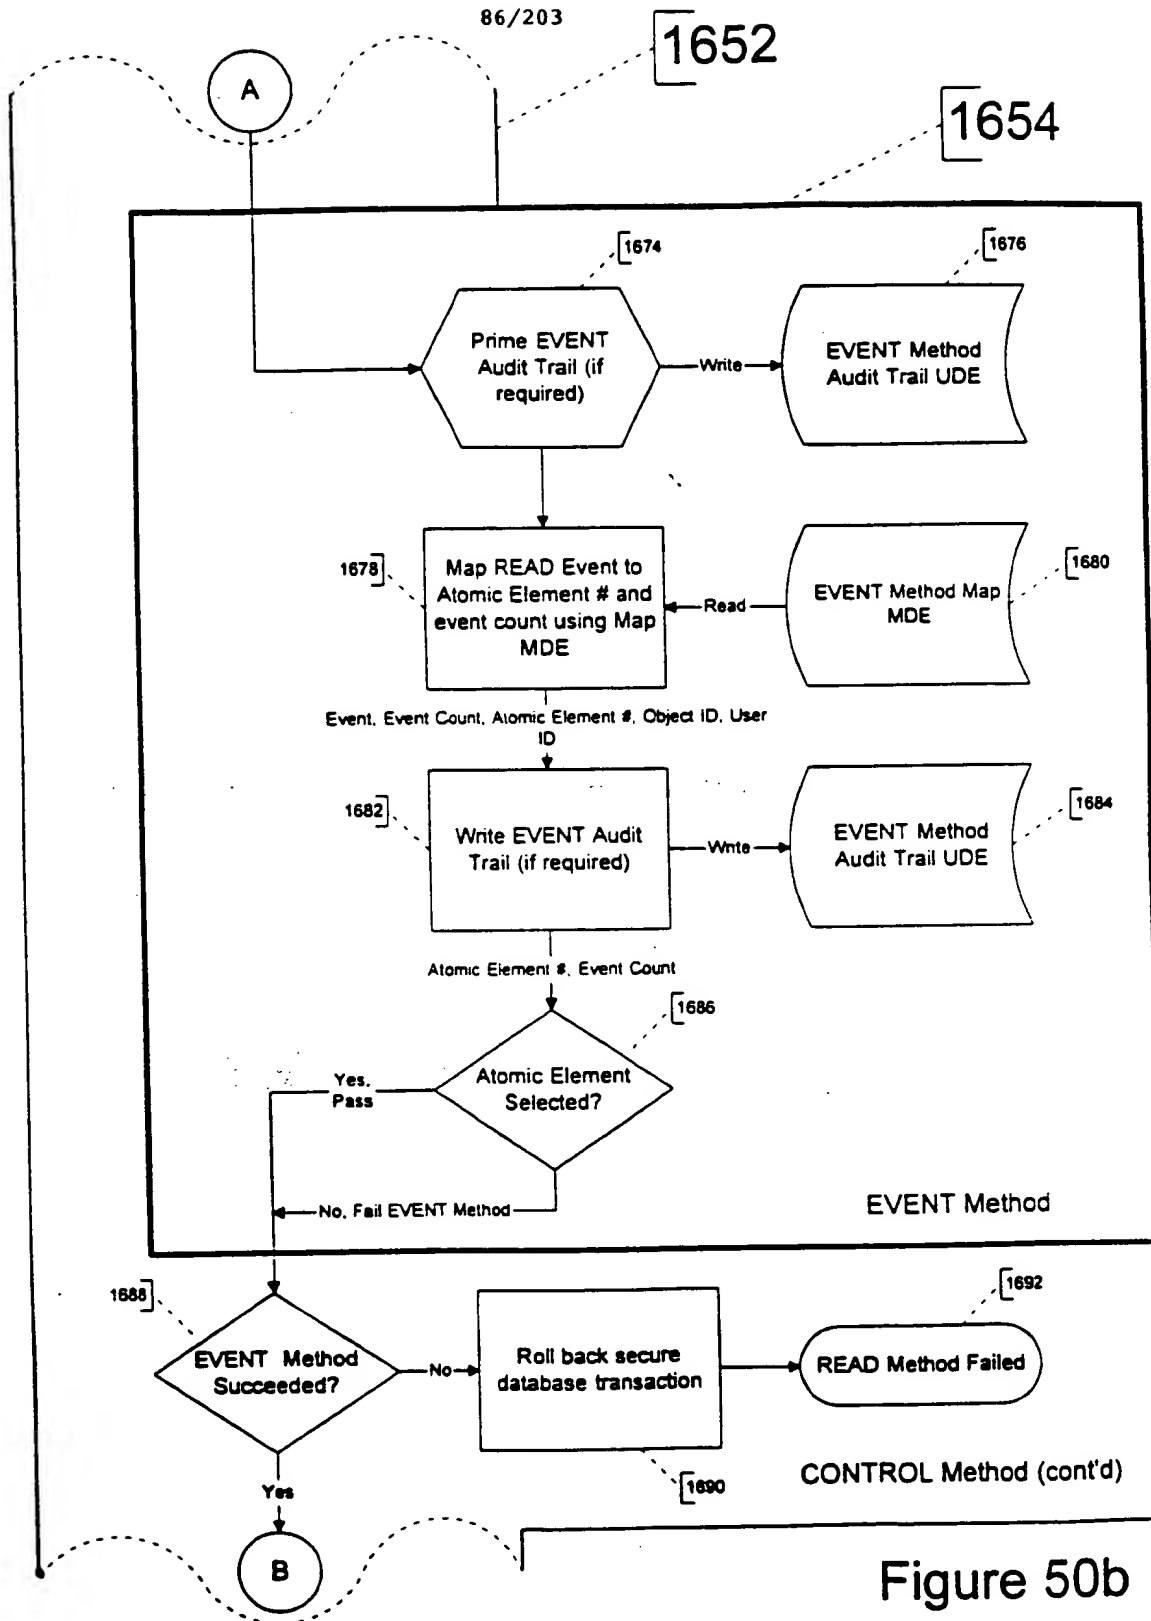 86/203
1652
A
1654
1674
1676
Prime EVENT
Audit Trail (if
required)
Write
EVENT Method
Audit Trail UDE
1678
Map READ Event to
Atomic Element # and
event count using Map
MDE
Read
EVENT Method Map
MDE
1680
Event, Event Count, Atomic Element #, Object ID, User
ID
1682
Write EVENT Audit
Trail (if required)
Write
EVENT Method
Audit Trail UDE
1684
Atomic Element #, Event Count
1686
Atomic Element
Selected?
Yes,
Pass
No, Fail EVENT Method
EVENT Method
1688
EVENT Method
Succeeded?
No
Roll back secure
database transaction
1692
READ Method Failed
1690
CONTROL Method (cont'd)
Yes
B
Figure 50b